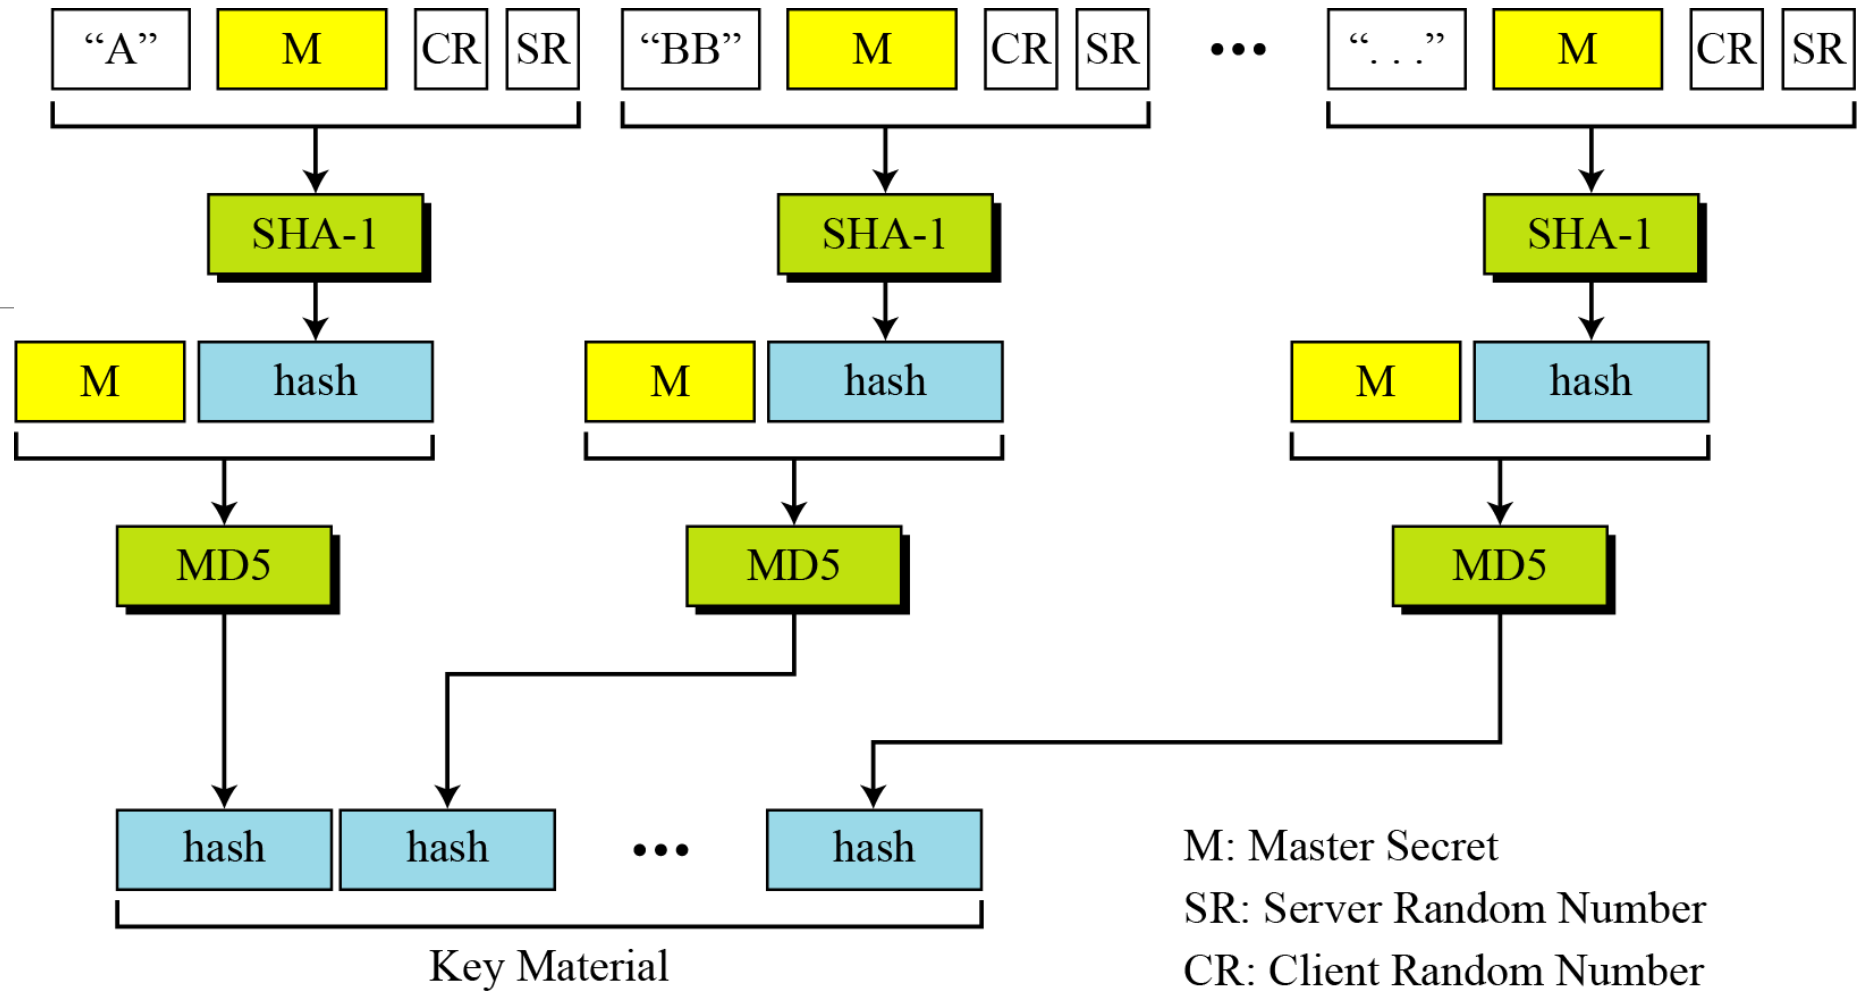 “A” M CR SR “BB” M CR SR ••• “. . .” M CR SR
SHA-1 SHA-1 SHA-1
M hash M hash M hash
MD5 MD5 MD5
hash hash ••• hash
Key Material
M: Master Secret
SR: Server Random Number
CR: Client Random Number